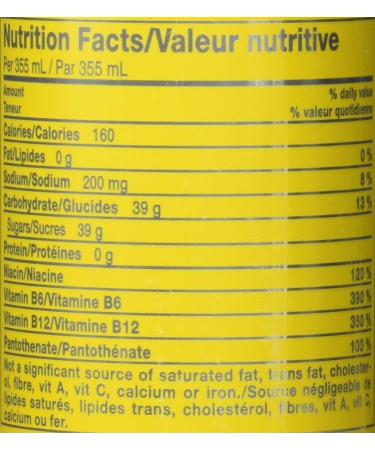 Nutrition Facts/Valeur nutritive
Per 355 mL / Par 355 mL
Amount % daily value
Teneur % valeur quotidienne
Calories/Calories 160
Fat/Lipides 0 g 0 %
Sodium/Sodium 200 mg 8 %
Carbohydrate/Glucides 39 g 13 %
Sugars/Sucres 39 g
Protein/Protéines 0 g
Niacin/Niacine 120 %
Vitamin B6/Vitamine B6 390 %
Vitamin B12/Vitamine B12 380 %
Pantothenate/Pantothénate 100 %
Not a significant source of saturated fat, trans fat, cholester-
ol, fibre, vit A, vit C, calcium or iron./Source négligeable de
lipides saturés, lipides trans, cholestérol, fibres, vit A, vit C,
calcium ou fer.